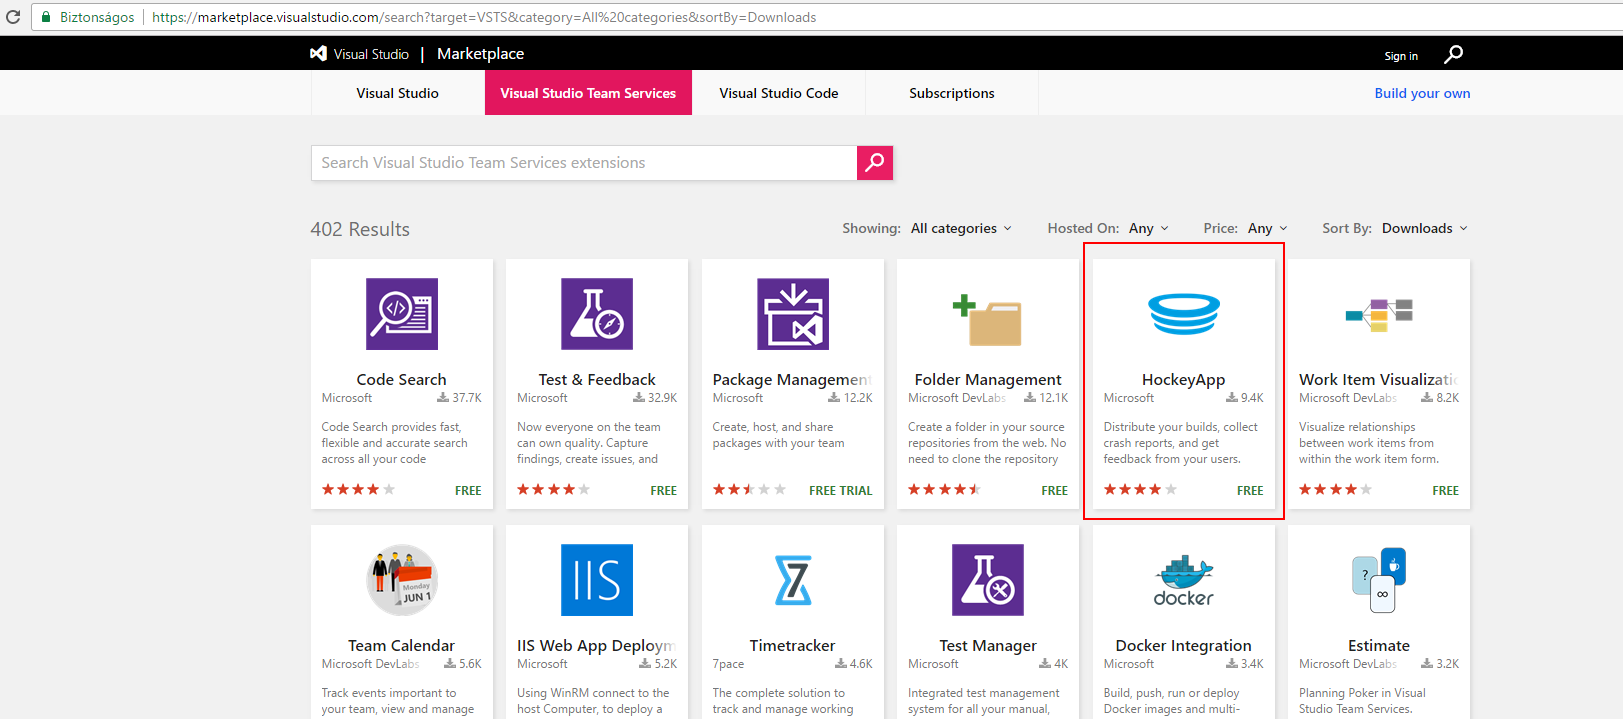 Biztonságos https://marketplace.visualstudio.com/search?target=VSTS&category=All%20categories&sortBy=Downloads
Visual Studio | Marketplace Sign in
Visual Studio Visual Studio Team Services Visual Studio Code Subscriptions Build your own
Search Visual Studio Team Services extensions
402 Results Showing: All categories Hosted On: Any Price: Any Sort By: Downloads
Code Search
Microsoft 37.7K
Code Search provides fast,
flexible and accurate search
across all your code
FREE
Test & Feedback
Microsoft 32.9K
Now everyone on the team
can own quality. Capture
findings, create issues, and
FREE
Package Management
Microsoft 12.2K
Create, host, and share
packages with your team
FREE TRIAL
Folder Management
Microsoft DevLabs 12.1K
Create a folder in your source
repositories from the web. No
need to clone the repository
FREE
HockeyApp
Microsoft 9.4K
Distribute your builds, collect
crash reports, and get
feedback from your users.
FREE
Work Item Visualizati
Microsoft DevLabs 8.2K
Visualize relationships
between work items from
within the work item form.
FREE
Monday
JUN 1
Team Calendar
Microsoft DevLabs 5.6K
Track events important to
your team, view and manage
IIS
IIS Web App Deploym
Microsoft 5.2K
Using WinRM connect to the
host Computer, to deploy a
7
Timetracker
7pace 4.6K
The complete solution to
track and manage working
Test Manager
Microsoft 4K
Integrated test management
system for all your manual,
docker
Docker Integration
Microsoft 3.4K
Build, push, run or deploy
Docker images and multi-
? ∞
Estimate
Microsoft DevLabs 3.2K
Planning Poker in Visual
Studio Team Services.